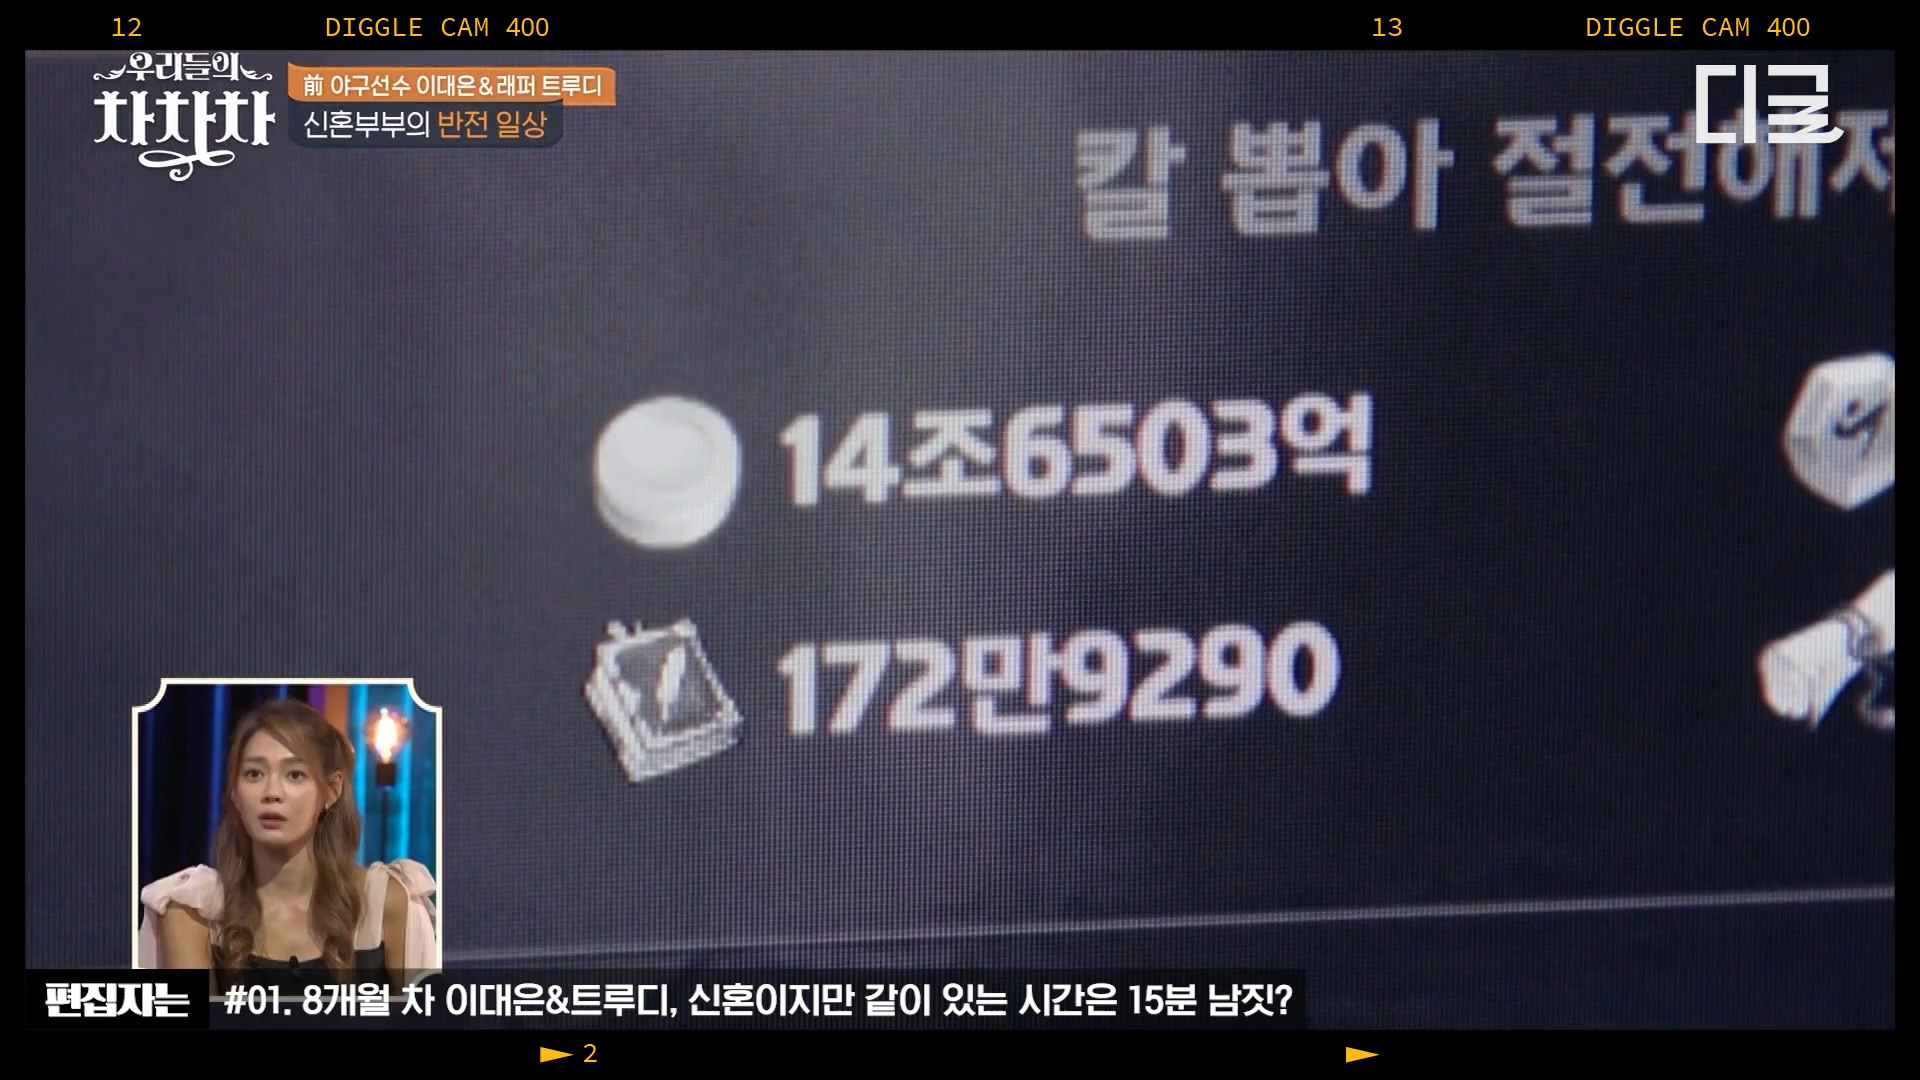 12 DIGGLE CAM 400 13 DIGGLE CAM 400
우리들의
차차차
前 야구선수 이대은&래퍼 트루디
신혼부부의 반전 일상
디글
칼 뽑아 절전해제
14조6503억
172만9290
편집자는 #01. 8개월 차 이대은&트루디, 신혼이지만 같이 있는 시간은 15분 남짓?
2